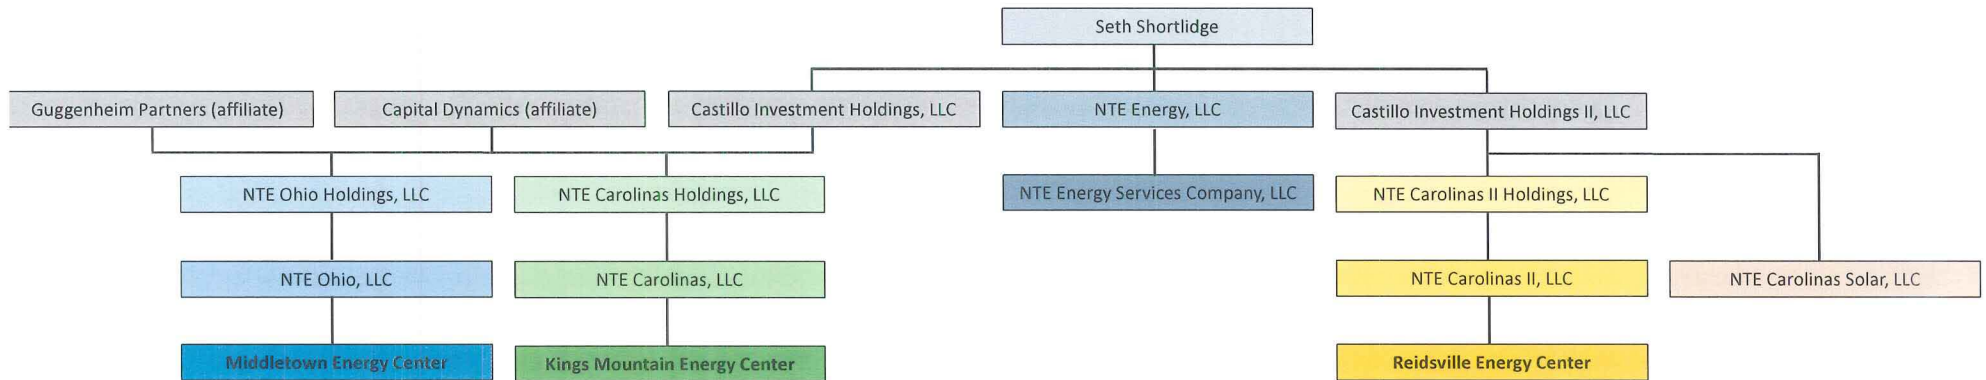 Seth Shortlidge
Guggenheim Partners (affiliate)
Capital Dynamics (affiliate)
Castillo Investment Holdings, LLC
NTE Energy, LLC
Castillo Investment Holdings II, LLC
NTE Ohio Holdings, LLC
NTE Carolinas Holdings, LLC
NTE Energy Services Company, LLC
NTE Carolinas II Holdings, LLC
NTE Ohio, LLC
NTE Carolinas, LLC
NTE Carolinas II, LLC
NTE Carolinas Solar, LLC
Middletown Energy Center
Kings Mountain Energy Center
Reidsville Energy Center